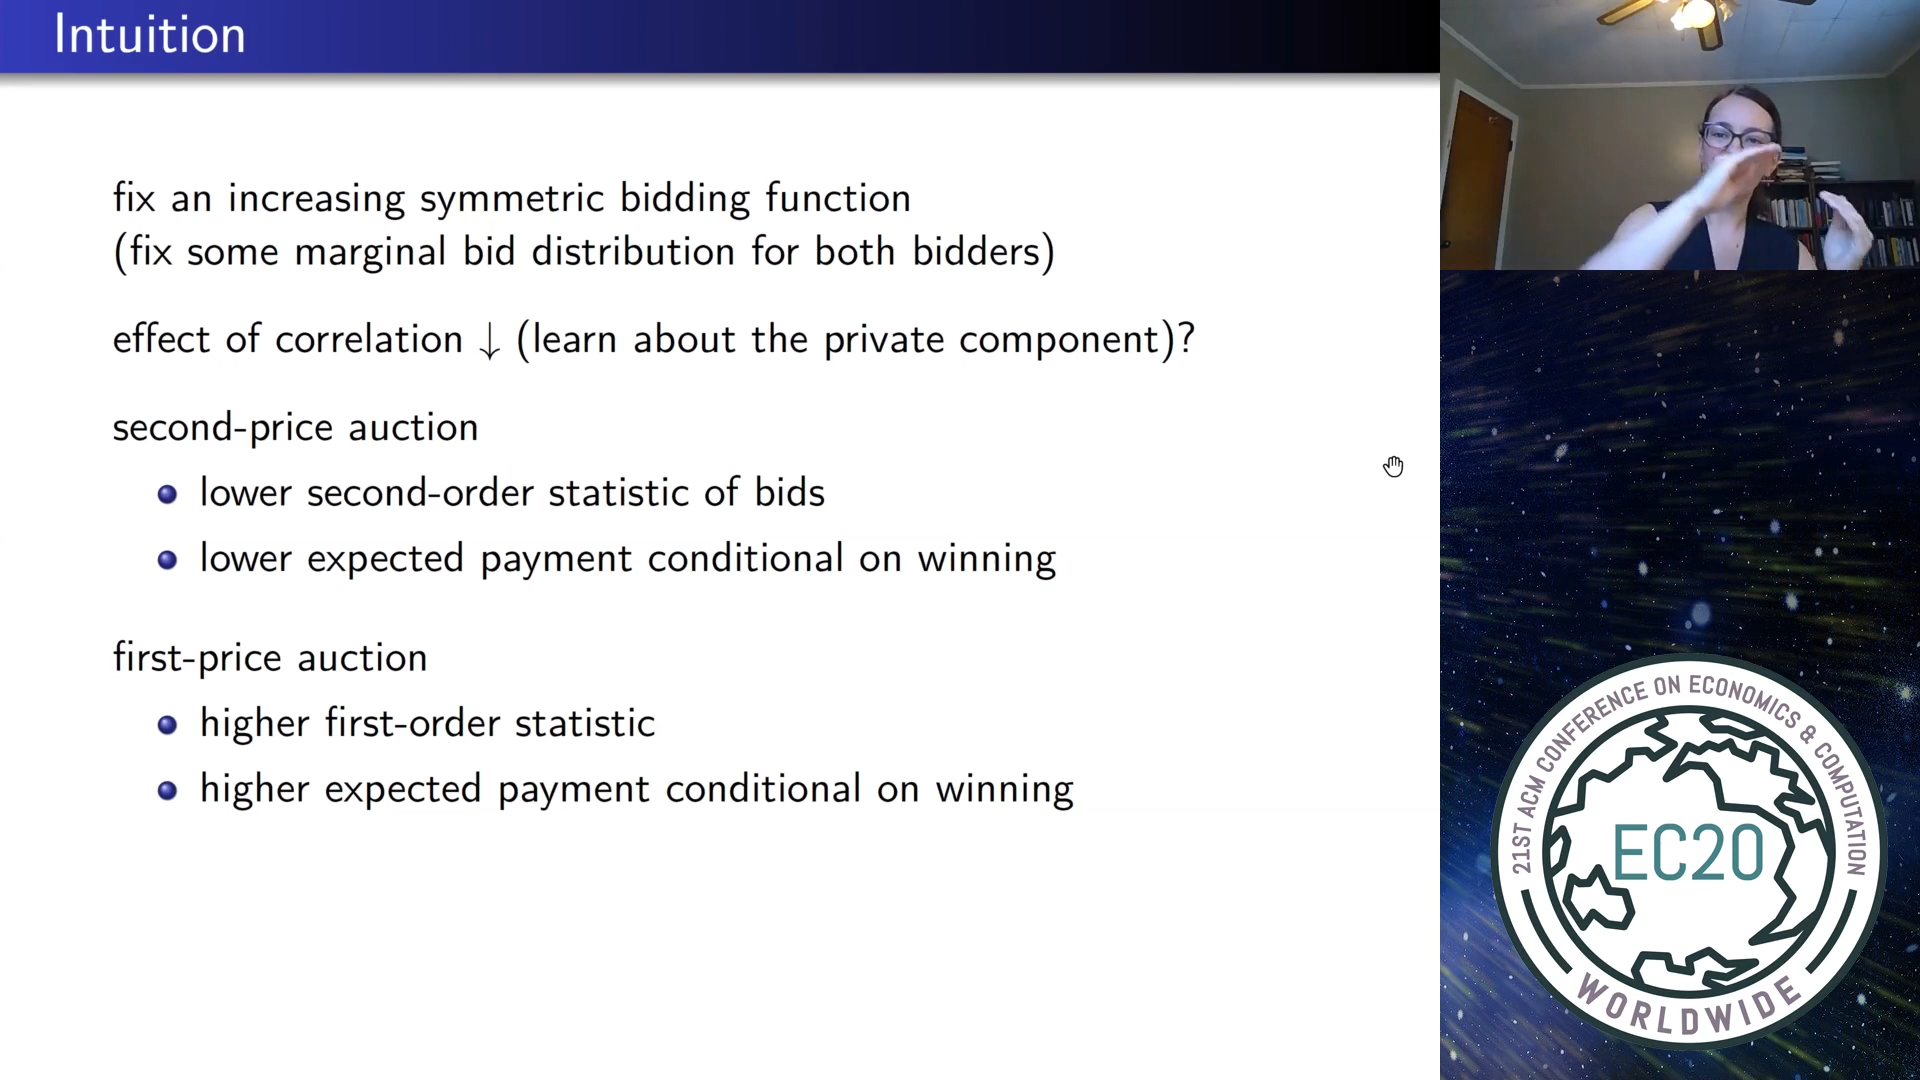 Intuition
fix an increasing symmetric bidding function
(fix some marginal bid distribution for both bidders)
effect of correlation ↓ (learn about the private component)?
second-price auction
lower second-order statistic of bids
lower expected payment conditional on winning
first-price auction
higher first-order statistic
higher expected payment conditional on winning
21ST ACM CONFERENCE ON ECONOMICS & COMPUTATION
EC20
WORLDWIDE